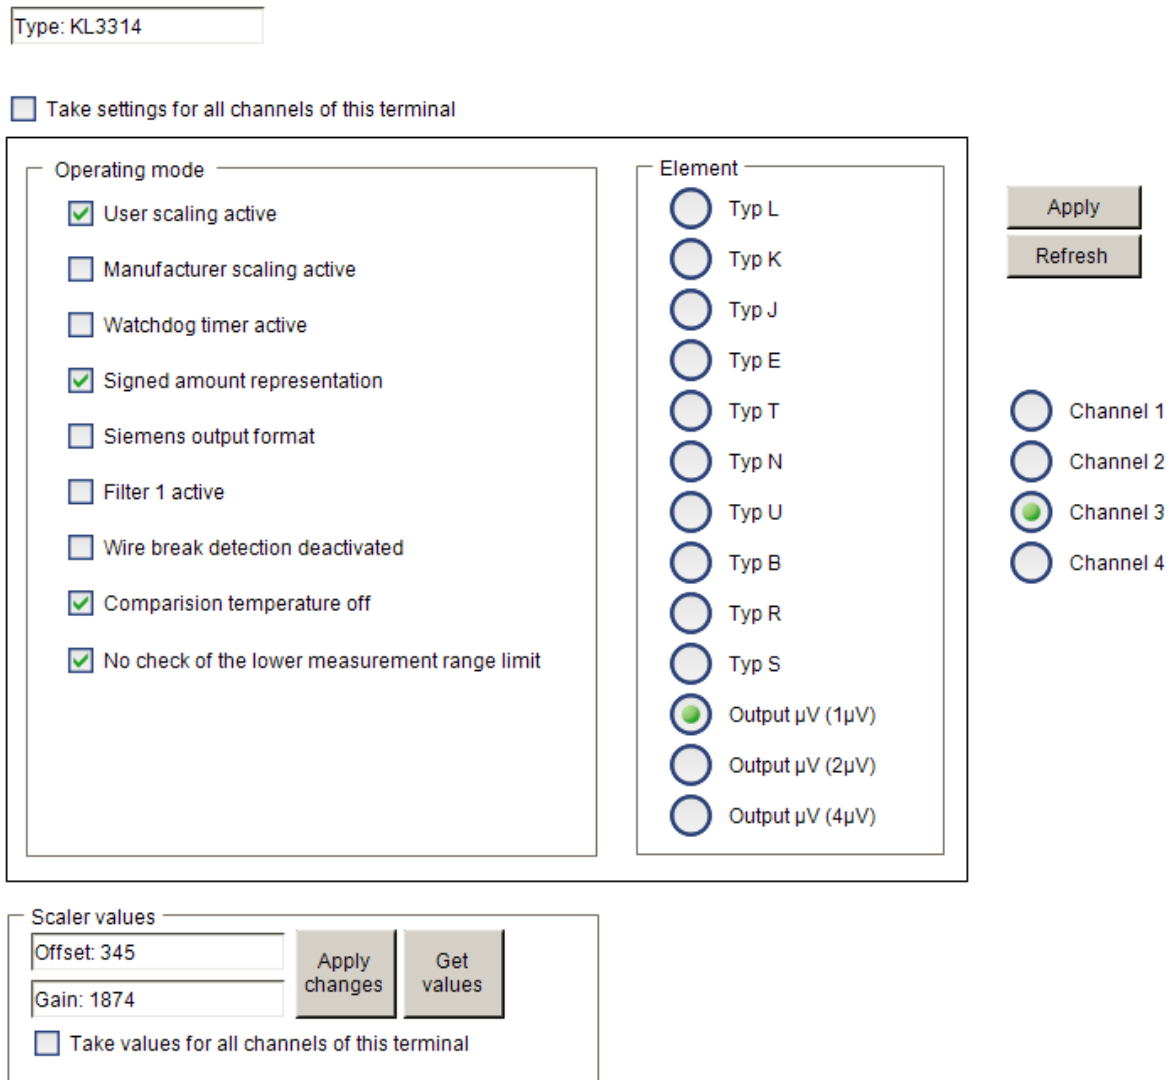 Type: KL3314
Take settings for all channels of this terminal
Operating mode
User scaling active
Manufacturer scaling active
Watchdog timer active
Signed amount representation
Siemens output format
Filter 1 active
Wire break detection deactivated
Comparision temperature off
No check of the lower measurement range limit
Element
Typ L
Typ K
Typ J
Typ E
Typ T
Typ N
Typ U
Typ B
Typ R
Typ S
Output µV (1µV)
Output µV (2µV)
Output µV (4µV)
Apply
Refresh
Channel 1
Channel 2
Channel 3
Channel 4
Scaler values
Offset: 345
Gain: 1874
Apply
changes
Get
values
Take values for all channels of this terminal